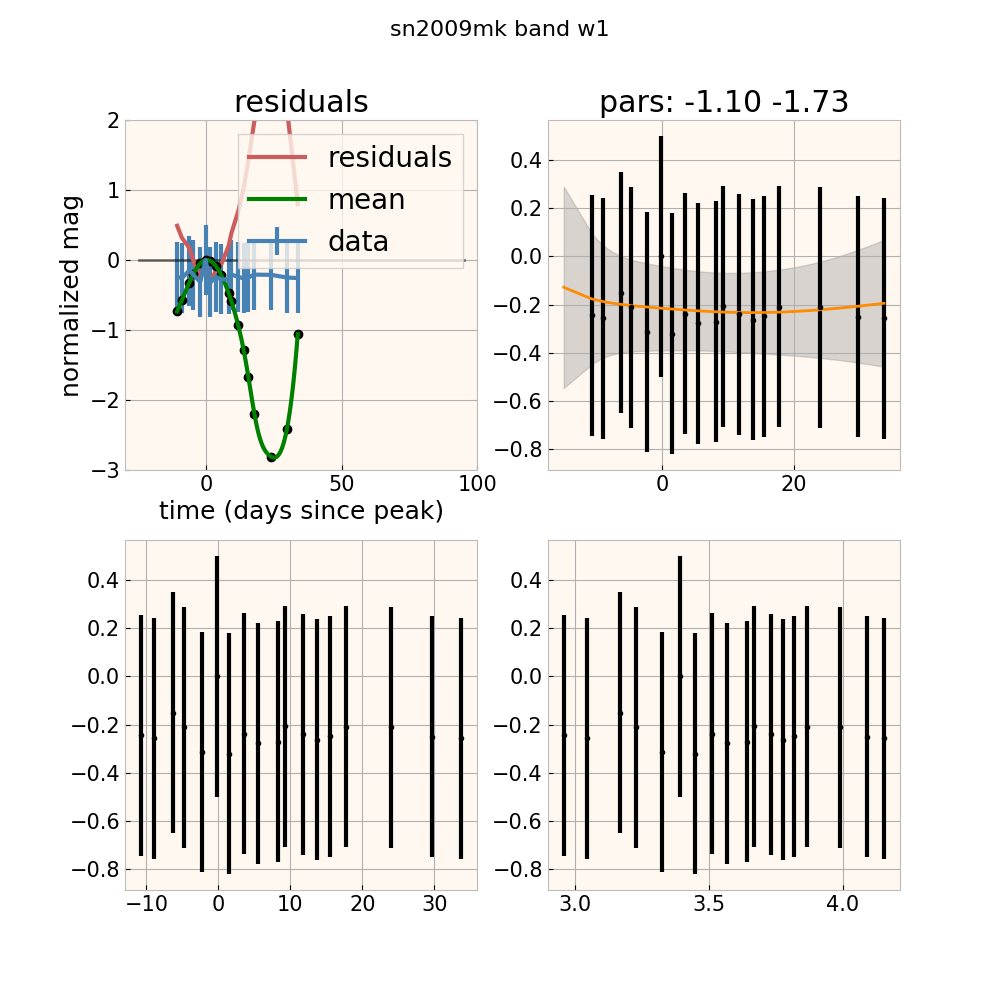 sn2009mk band w1
residuals
pars: -1.10 -1.73
normalized mag
2
1
0
−1
−2
−3
residuals
mean
data
0 50 100
time (days since peak)
0.4
0.2
0.0
−0.2
−0.4
−0.6
−0.8
0 20
0.4
0.2
0.0
−0.2
−0.4
−0.6
−0.8
−10 0 10 20 30
0.4
0.2
0.0
−0.2
−0.4
−0.6
−0.8
3.0 3.5 4.0